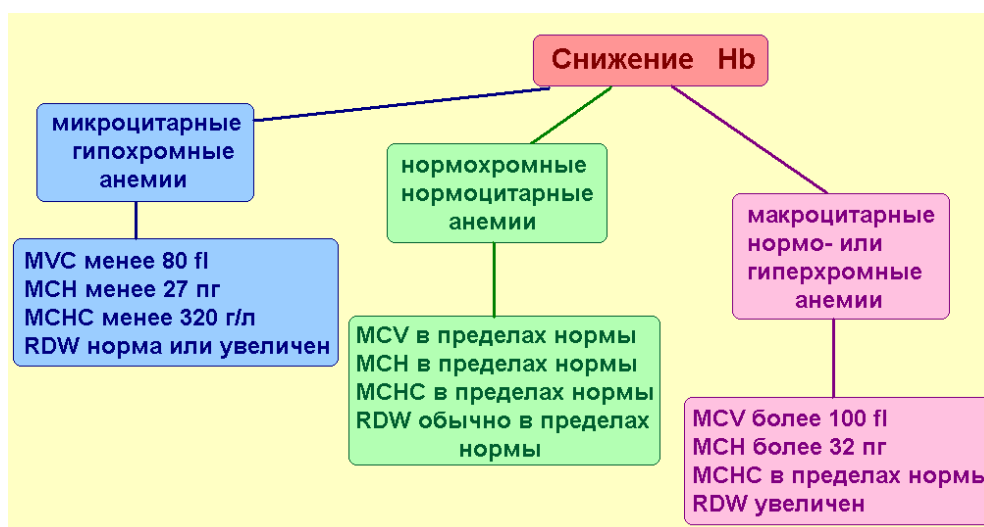 Снижение Hb
микроцитарные
гипохромные
анемии
MVC менее 80 fl
MCH менее 27 пг
MCHC менее 320 г/л
RDW норма или увеличен
нормохромные
нормоцитарные
анемии
MCV в пределах нормы
MCH в пределах нормы
MCHC в пределах нормы
RDW обычно в пределах
нормы
макроцитарные
нормо- или
гиперхромные
анемии
MCV более 100 fl
MCH более 32 пг
MCHC в пределах нормы
RDW увеличен